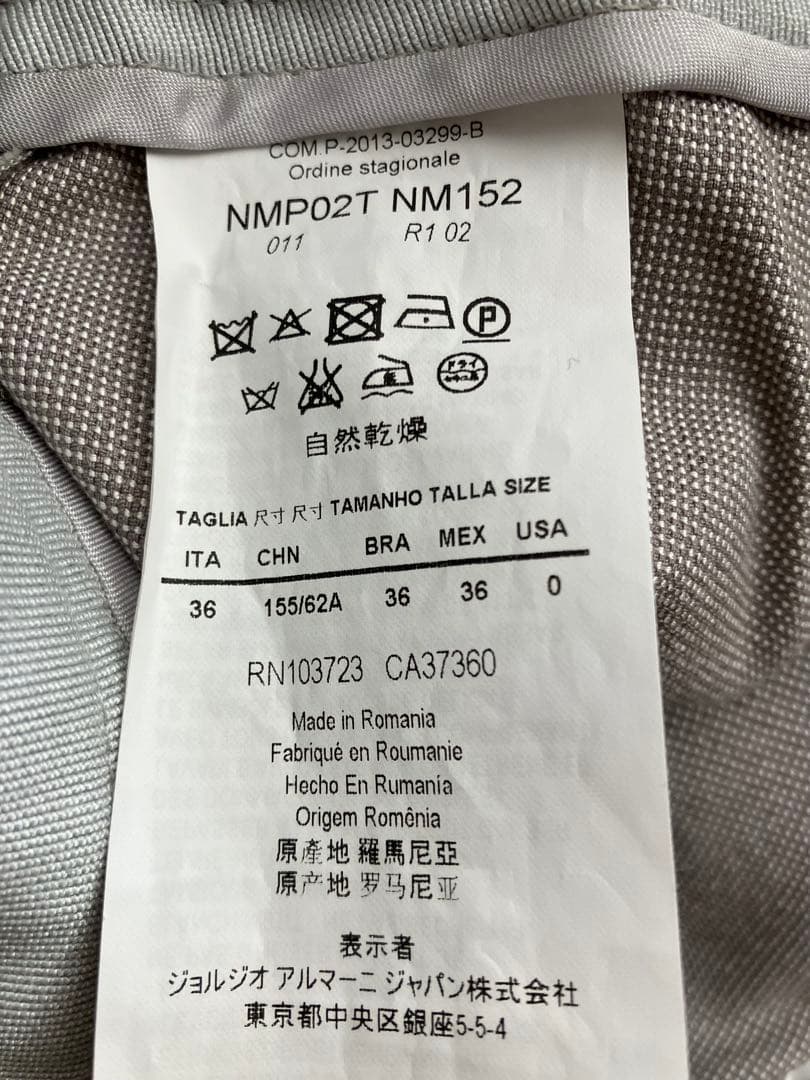 COM.P-2013-03299-B
Ordine stagionale
NMP02T NM152
011 R1 02
P
ドライ
自然乾燥
TAGLIA 尺寸 尺寸 TAMANHO TALLA SIZE
ITA CHN BRA MEX USA
36 155/62A 36 36 0
RN103723 CA37360
Made in Romania
Fabriqué en Roumanie
Hecho En Rumanía
Origem Romênia
原產地 羅馬尼亞
原产地 罗马尼亚
表示者
ジョルジオ アルマーニ ジャパン株式会社
東京都中央区銀座5-5-4